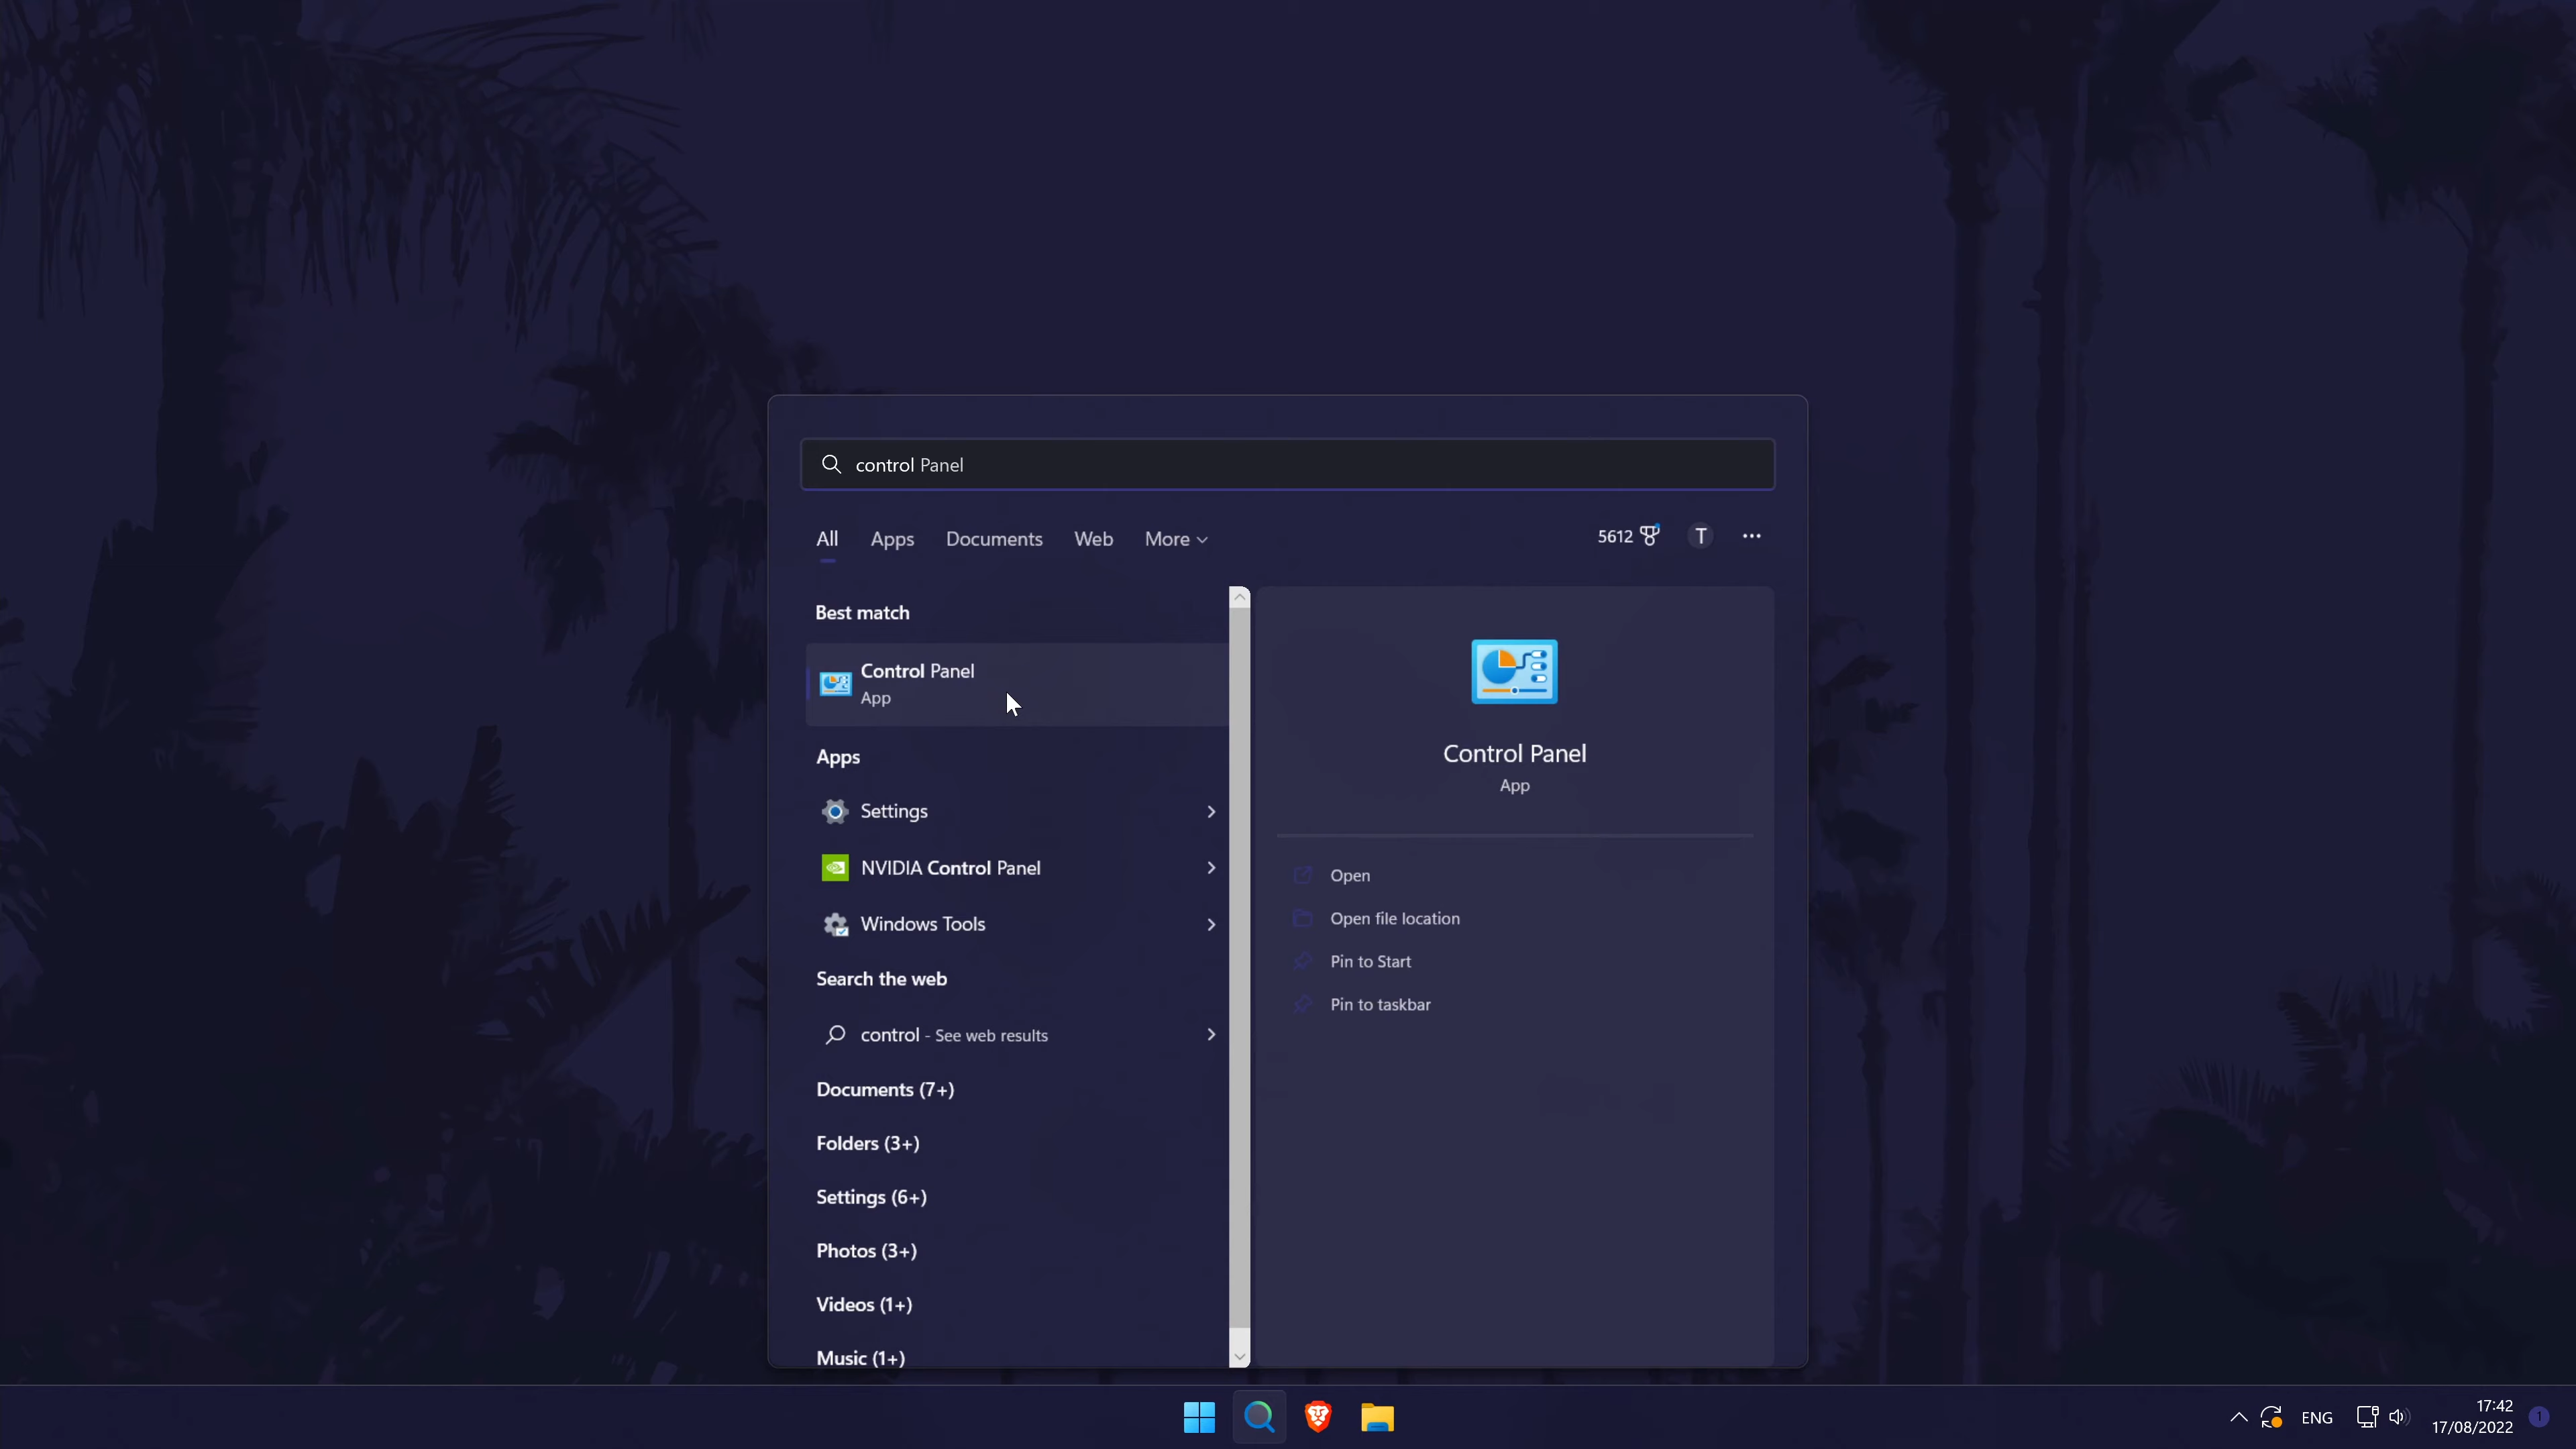 control Panel
All Apps Documents Web More 5612 T ...
Best match
Control Panel
App
Apps
Settings
NVIDIA Control Panel
Windows Tools
Search the web
control - See web results
Documents (7+)
Folders (3+)
Settings (6+)
Photos (3+)
Videos (1+)
Music (1+)
Control Panel
App
Open
Open file location
Pin to Start
Pin to taskbar
ENG
17:42
17/08/2022
1